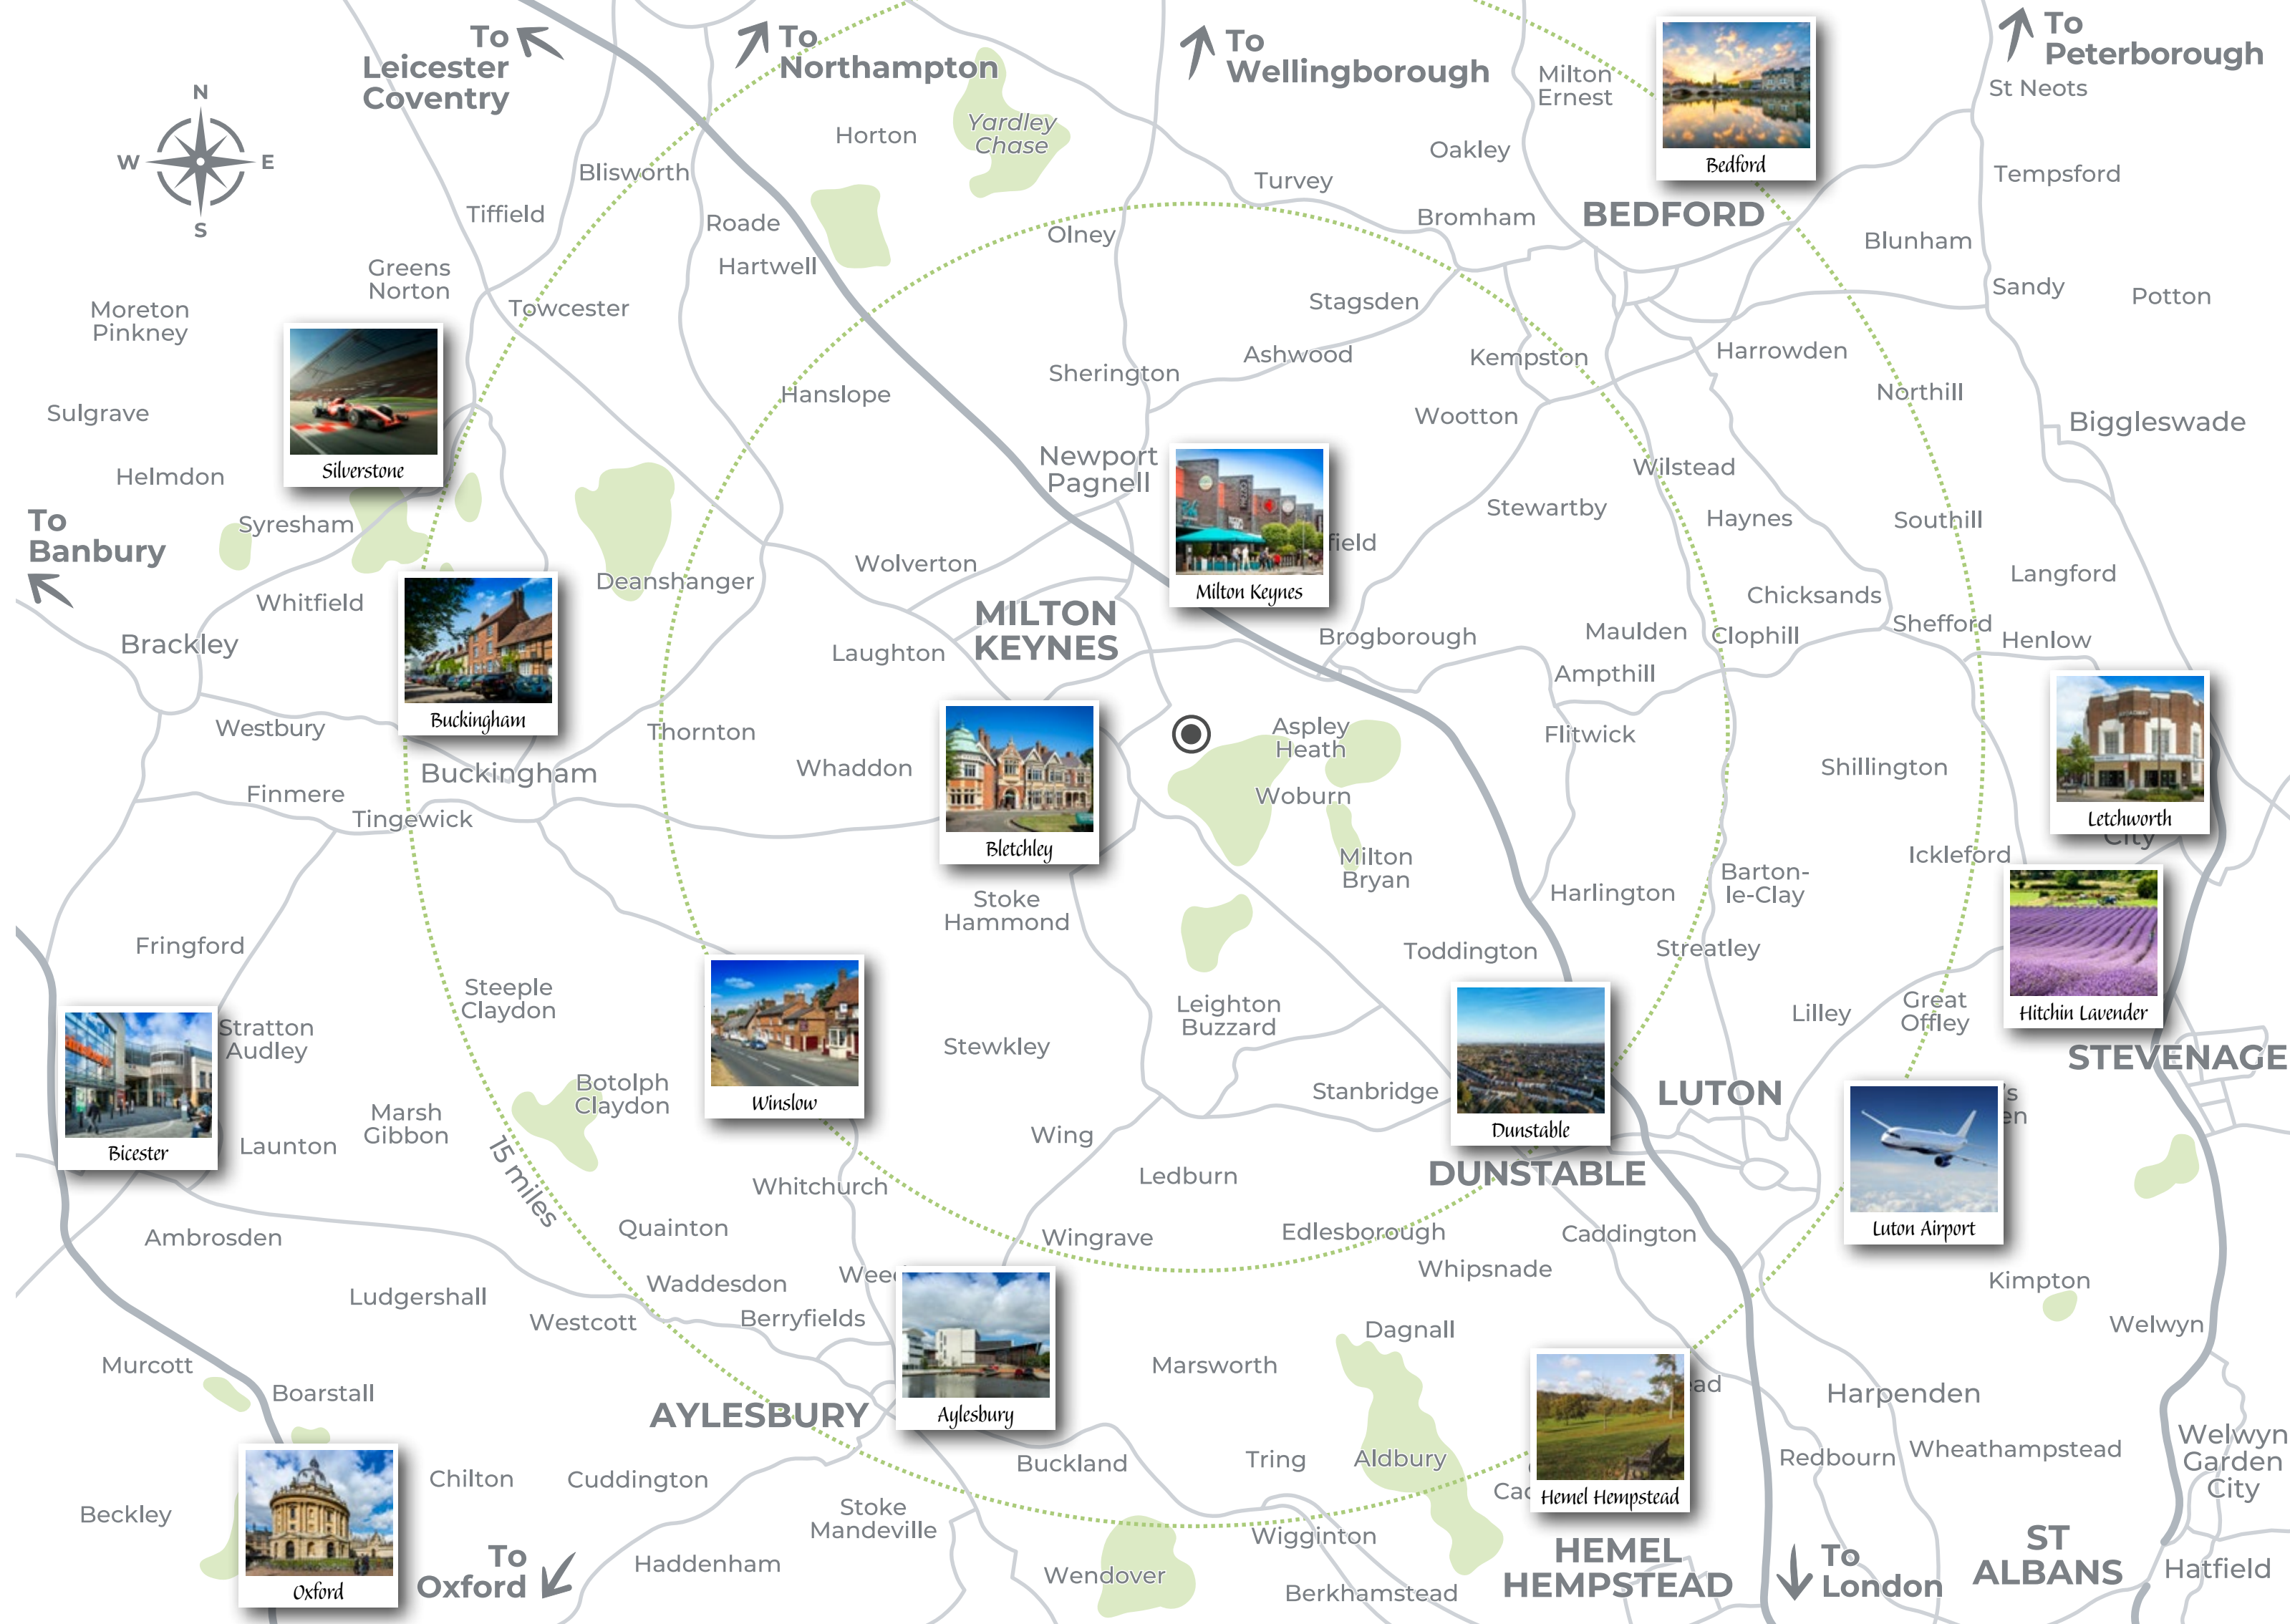 To
Leicester
Coventry
To
Northampton
To
Wellingborough
To
Peterborough
St Neots
Milton
Ernest
N
W
E
S
Horton
Yardley
Chase
Oakley
Bedford
Tempsford
Blisworth
Turvey
Tiffield
Roade
Bromham
BEDFORD
Olney
Blunham
Hartwell
Greens
Norton
Sandy
Potton
Towcester
Stagsden
Moreton
Pinkney
Ashwood
Kempston
Harrowden
Sherington
Hanslope
Northill
Sulgrave
Wootton
Biggleswade
Silverstone
Helmdon
Newport
Pagnell
Wilstead
Stewartby
Haynes
Southill
To
Banbury
Syresham
field
Wolverton
Deanshanger
Langford
Milton Keynes
Chicksands
Whitfield
MILTON
KEYNES
Brogborough
Maulden
Clophill
Shefford
Henlow
Brackley
Laughton
Ampthill
Buckingham
Westbury
Thornton
Aspley
Heath
Flitwick
Whaddon
Shillington
Buckingham
Finmere
Woburn
Tingewick
Letchworth
City
Bletchley
Milton
Bryan
Ickleford
Harlington
Barton-
le-Clay
Stoke
Hammond
Fringford
Toddington
Streatley
Steeple
Claydon
Leighton
Buzzard
Lilley
Great
Offley
Hitchin Lavender
Stratton
Audley
Stewkley
STEVENAGE
Botolph
Claydon
Winslow
Stanbridge
LUTON
Marsh
Gibbon
's
en
Bicester
Launton
15 miles
Wing
Dunstable
Whitchurch
Ledburn
DUNSTABLE
Luton Airport
Ambrosden
Quainton
Wingrave
Edlesborough
Caddington
Waddesdon
Weed
Whipsnade
Kimpton
Ludgershall
Westcott
Berryfields
Dagnall
Welwyn
Murcott
Marsworth
Boarstall
AYLESBURY
Aylesbury
ead
Harpenden
Chilton
Cuddington
Buckland
Tring
Aldbury
Redbourn
Wheathampstead
Welwyn
Garden
City
Cad
Hemel Hempstead
Beckley
Stoke
Mandeville
Wigginton
Oxford
To
Oxford
Haddenham
Wendover
Berkhamstead
HEMEL
HEMPSTEAD
To
London
ST
ALBANS
Hatfield